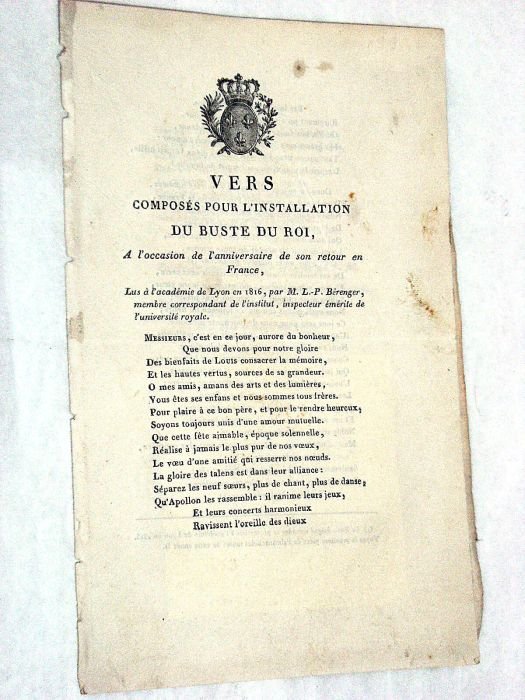 VERS
COMPOSÉS POUR L'INSTALLATION
DU BUSTE DU ROI,
A l'occasion de l'anniversaire de son retour en
France,
Lus à l'académie de Lyon en 1816, par M. L.-P. Bérenger,
membre correspondant de l'institut, inspecteur émérite de
l'université royale.
MESSIEURS, c'est en ce jour, aurore du bonheur,
Que nous devons pour notre gloire
Des bienfaits de Louis consacrer la mémoire,
Et les hautes vertus, sources de sa grandeur.
O mes amis, amans des arts et des lumières,
Vous êtes ses enfans et nous sommes tous frères.
Pour plaire à ce bon père, et pour le rendre heureux,
Soyons toujours unis d'une amour mutuelle.
Que cette fête aimable, époque solennelle,
Réalise à jamais le plus pur de nos vœux,
Le vœu d'une amitié qui resserre nos nœuds.
La gloire des talens est dans leur alliance:
Séparez les neuf sœurs, plus de chant, plus de danse;
Qu'Apollon les rassemble: il ranime leurs jeux,
Et leurs concerts harmonieux
Ravissent l'oreille des dieux